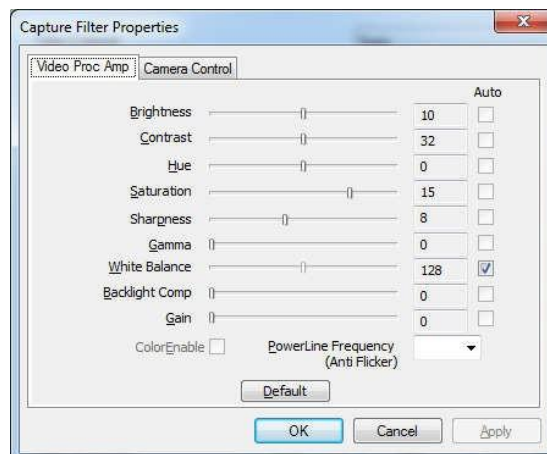 Capture Filter Properties
Video Proc Amp Camera Control
Auto
Brightness 10
Contrast 32
Hue 0
Saturation 15
Sharpness 8
Gamma 0
White Balance 128
Backlight Comp 0
Gain 0
ColorEnable PowerLine Frequency
(Anti Flicker)
Default
OK Cancel Apply